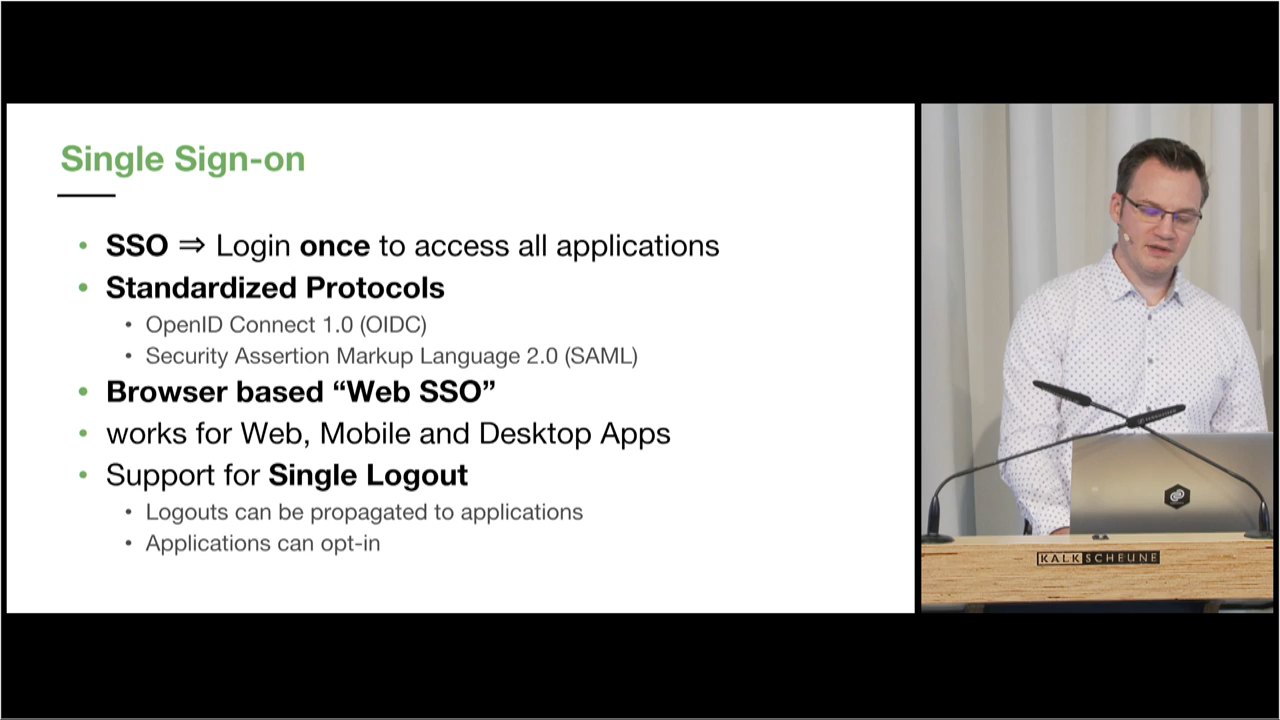 Single Sign-on
• SSO ⇒ Login once to access all applications
• Standardized Protocols
• OpenID Connect 1.0 (OIDC)
• Security Assertion Markup Language 2.0 (SAML)
• Browser based “Web SSO”
• works for Web, Mobile and Desktop Apps
• Support for Single Logout
• Logouts can be propagated to applications
• Applications can opt-in
KALKSCHEUNE